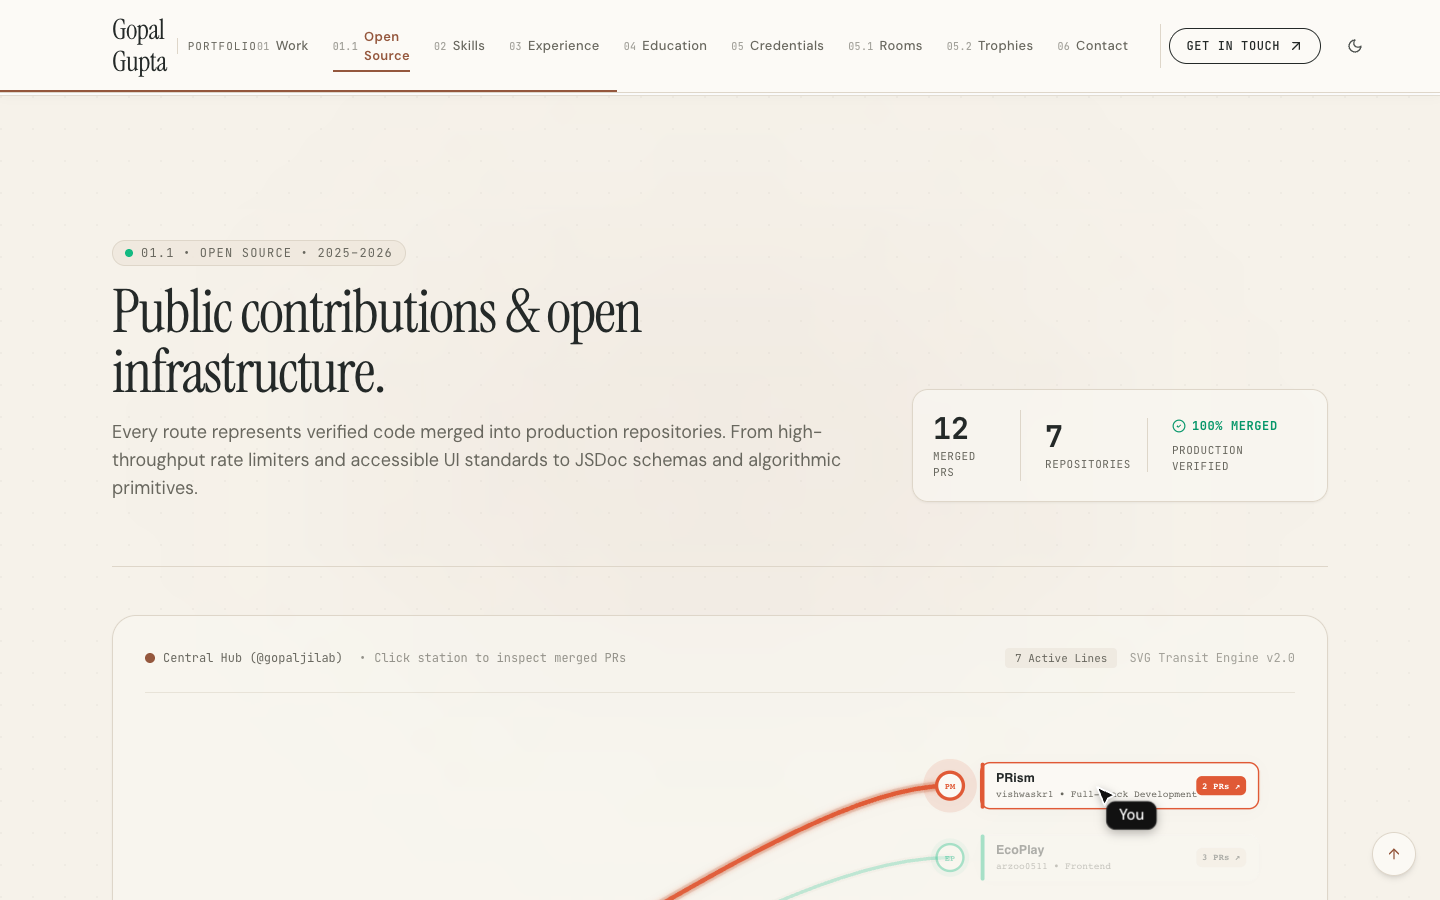 Gopal
Gupta
PORTFOLIO
01 Work
01.1 Open
Source
02 Skills
03 Experience
04 Education
05 Credentials
05.1 Rooms
05.2 Trophies
06 Contact
GET IN TOUCH ↗
01.1 • OPEN SOURCE • 2025–2026
Public contributions & open
infrastructure.
Every route represents verified code merged into production repositories. From high-
throughput rate limiters and accessible UI standards to JSDoc schemas and algorithmic
primitives.
12
MERGED
PRS
7
REPOSITORIES
100% MERGED
PRODUCTION
VERIFIED
Central Hub (@gopaljilab) • Click station to inspect merged PRs
7 Active Lines
SVG Transit Engine v2.0
PM
PRism
vishwaskr1 • Development
2 PRs ↗
You
EP
EcoPlay
arzoo0511 • Frontend
3 PRs ↗